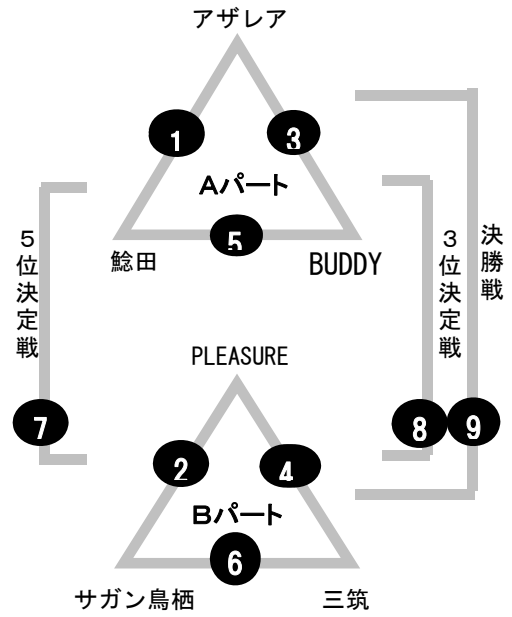 アザレア
1
3
Aパート
5
鯰田
BUDDY
5位決定戦
3位決定戦
決勝戦
PLEASURE
7
8
9
2
4
Bパート
6
サガン鳥栖
三筑